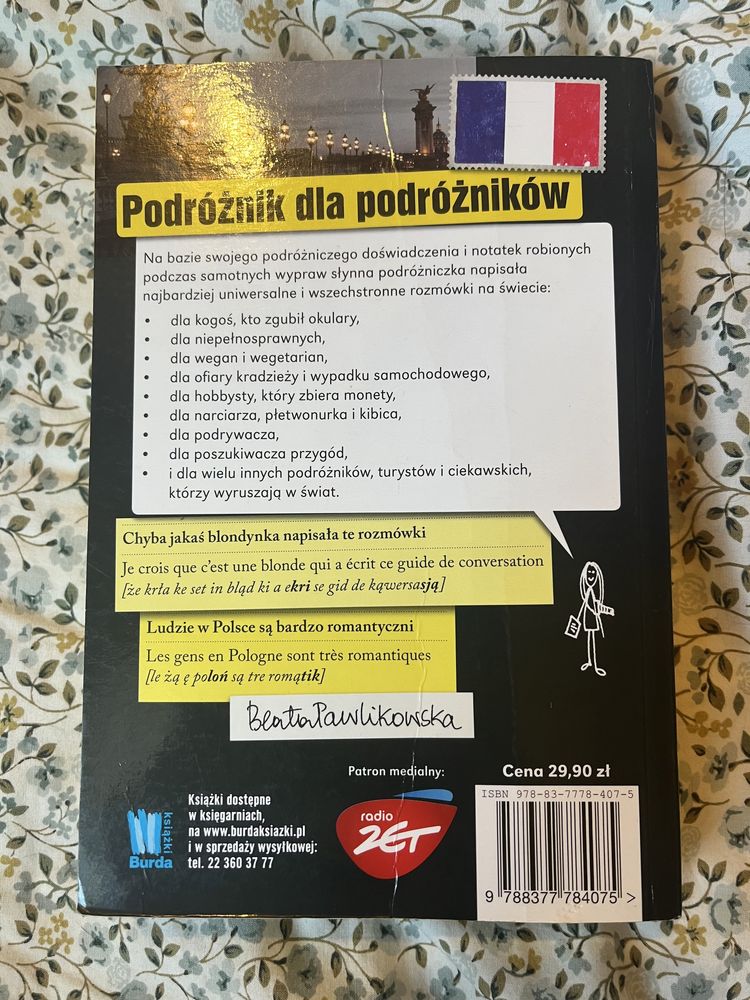 Podróżnik dla podróżników
Na bazie swojego podróżniczego doświadczenia i notatek robionych
podczas samotnych wypraw słynna podróżniczka napisała
najbardziej uniwersalne i wszechstronne rozmówki na świecie:
• dla kogoś, kto zgubił okulary,
• dla niepełnosprawnych,
• dla wegan i wegetarian,
• dla ofiary kradzieży i wypadku samochodowego,
• dla hobbysty, który zbiera monety,
• dla narciarza, płetwonurka i kibica,
• dla podrywacza,
• dla poszukiwacza przygód,
• i dla wielu innych podróżników, turystów i ciekawskich,
którzy wyruszają w świat.
Chyba jakaś blondynka napisała te rozmówki
Je crois que c'est une blonde qui a écrit ce guide de conversation
[że krła ke set in bląd ki a ekri se gid de kąwersasją]
Ludzie w Polsce są bardzo romantyczni
Les gens en Pologne sont très romantiques
[le żą ę poloń są tre romątik]
Beata Pawlikowska
książki
Burda
Książki dostępne
w księgarniach,
na www.burdaksiazki.pl
i w sprzedaży wysyłkowej:
tel. 22 360 37 77
Patron medialny:
radio
ZET
Cena 29,90 zł
ISBN 978-83-7778-407-5
9 788377 784075 >